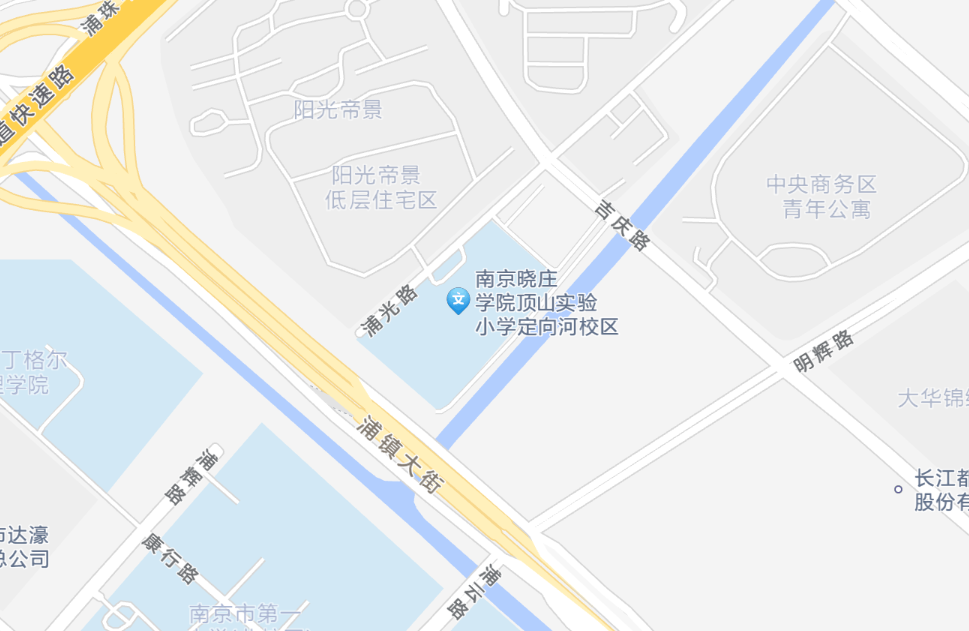 浦珠
道快速路
阳光帝景
阳光帝景
低层住宅区
中央商务区
青年公寓
吉庆路
南京晓庄
学院顶山实验
小学定向河校区
浦光路
明辉路
丁格尔
理学院
大华锦绣
浦镇大街
浦辉路
长江都
股份有
市达濠
总公司
康行路
浦云路
南京市第一